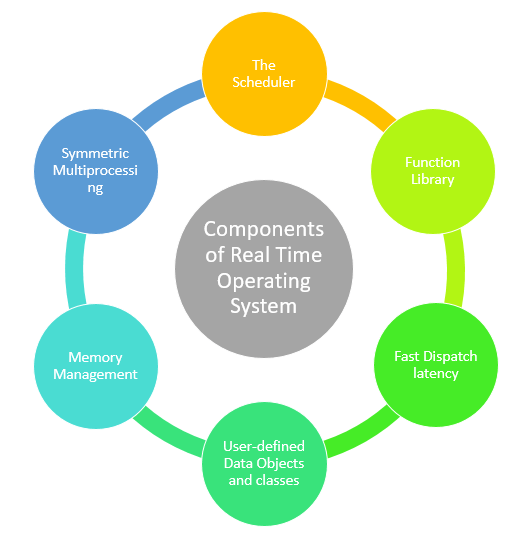 The
Scheduler
Function
Library
Fast Dispatch
latency
User-defined
Data Objects
and classes
Memory
Management
Symmetric
Multiprocessi
ng
Components
of Real Time
Operating
System